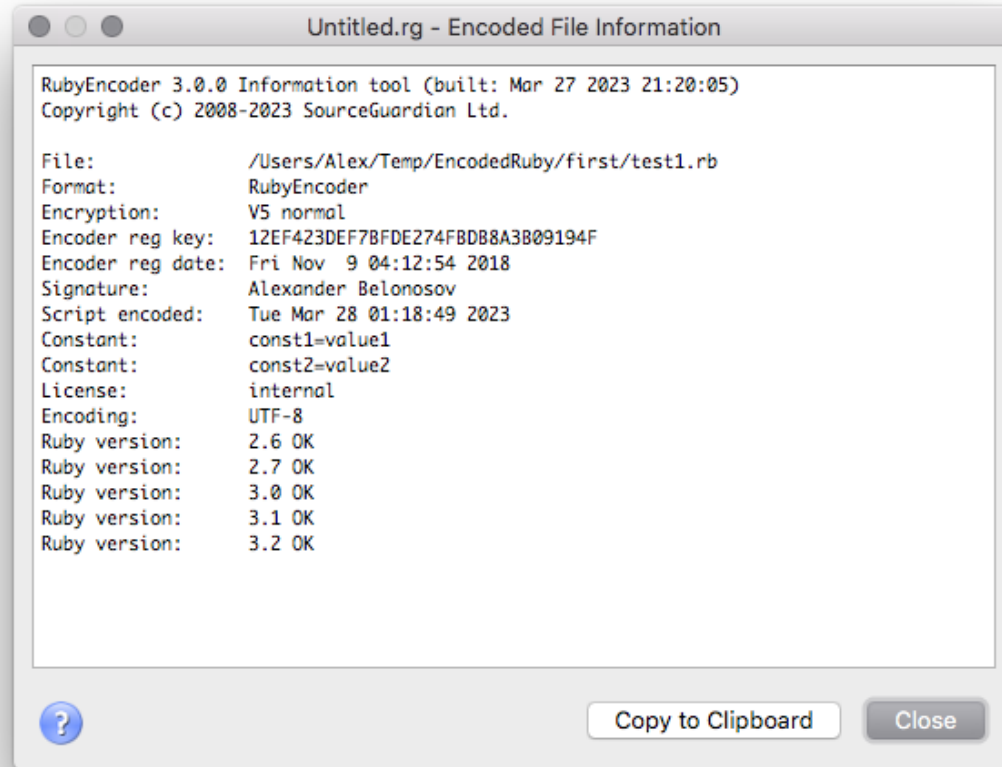 Untitled.rg - Encoded File Information
RubyEncoder 3.0.0 Information tool (built: Mar 27 2023 21:20:05)
Copyright (c) 2008-2023 SourceGuardian Ltd.
File: /Users/Alex/Temp/EncodedRuby/first/test1.rb
Format: RubyEncoder
Encryption: V5 normal
Encoder reg key: 12EF423DEF7BFDE274FBDB8A3B09194F
Encoder reg date: Fri Nov  9 04:12:54 2018
Signature: Alexander Belonosov
Script encoded: Tue Mar 28 01:18:49 2023
Constant: const1=value1
Constant: const2=value2
License: internal
Encoding: UTF-8
Ruby version: 2.6 OK
Ruby version: 2.7 OK
Ruby version: 3.0 OK
Ruby version: 3.1 OK
Ruby version: 3.2 OK
? Copy to Clipboard Close